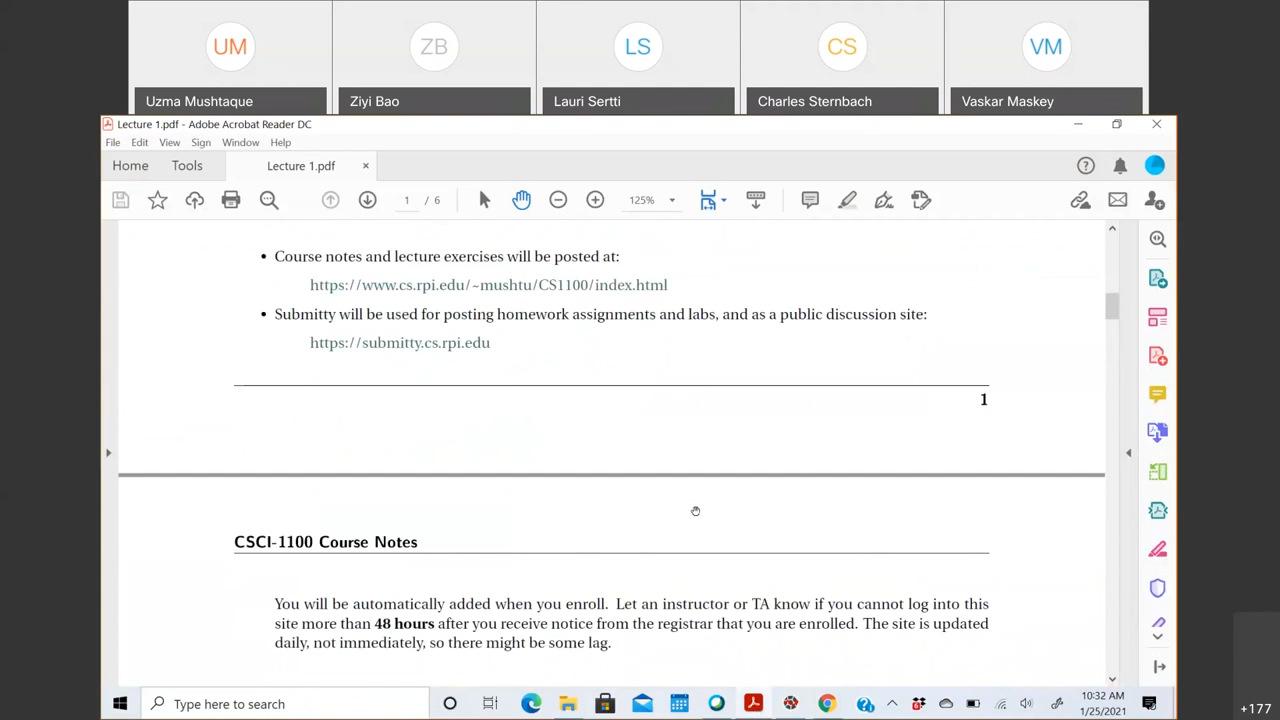 UM
ZB
LS
CS
VM
Uzma Mushtaque
Ziyi Bao
Lauri Sertti
Charles Sternbach
Vaskar Maskey
Lecture 1.pdf - Adobe Acrobat Reader DC
File Edit View Sign Window Help
Home Tools Lecture 1.pdf ×
1 / 6 125%
• Course notes and lecture exercises will be posted at:
https://www.cs.rpi.edu/~mushtu/CS1100/index.html
• Submitty will be used for posting homework assignments and labs, and as a public discussion site:
https://submitty.cs.rpi.edu
1
CSCI-1100 Course Notes
You will be automatically added when you enroll. Let an instructor or TA know if you cannot log into this
site more than 48 hours after you receive notice from the registrar that you are enrolled. The site is updated
daily, not immediately, so there might be some lag.
Type here to search
10:32 AM
1/25/2021
+177